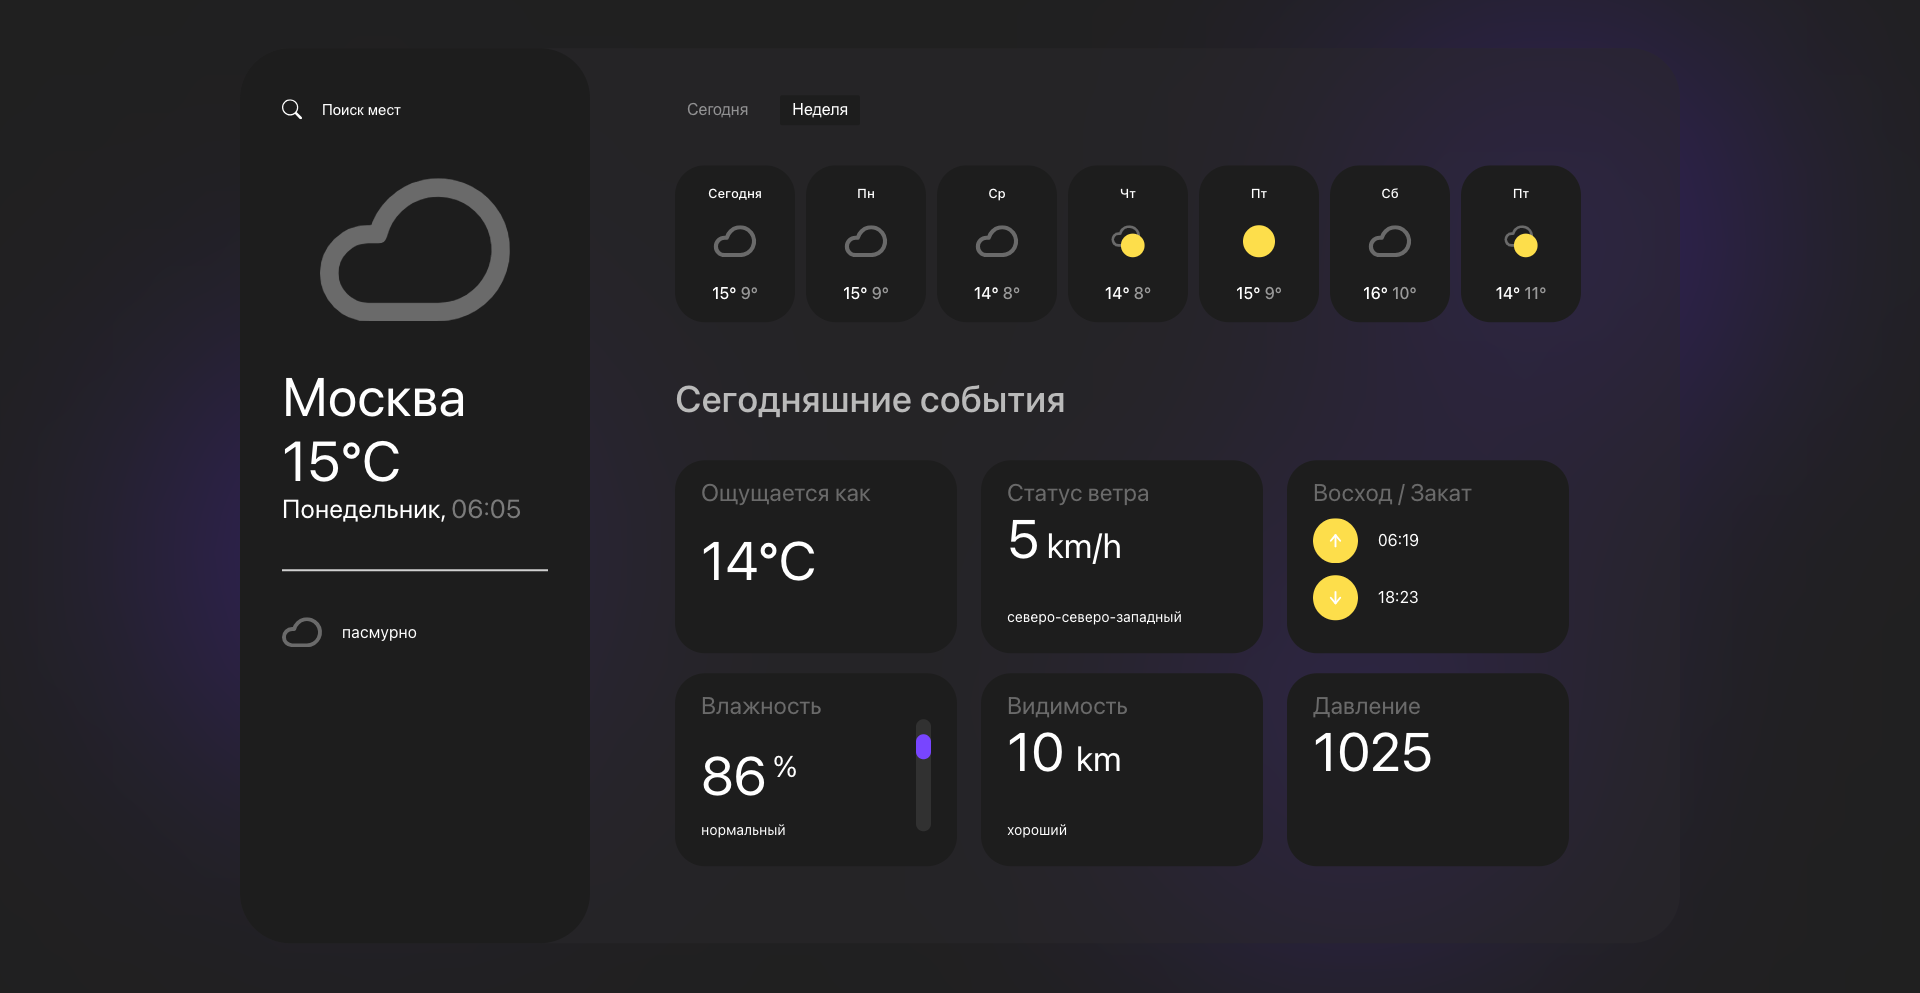 Поиск мест
Москва
15°C
Понедельник, 06:05
пасмурно
Сегодня Неделя
Сегодня Пн Ср Чт Пт Сб Пт
15° 9° 15° 9° 14° 8° 14° 8° 15° 9° 16° 10° 14° 11°
Сегодняшние события
Ощущается как
14°C
Статус ветра
5 km/h
северо-северо-западный
Восход / Закат
06:19
18:23
Влажность
86 %
нормальный
Видимость
10 km
хороший
Давление
1025